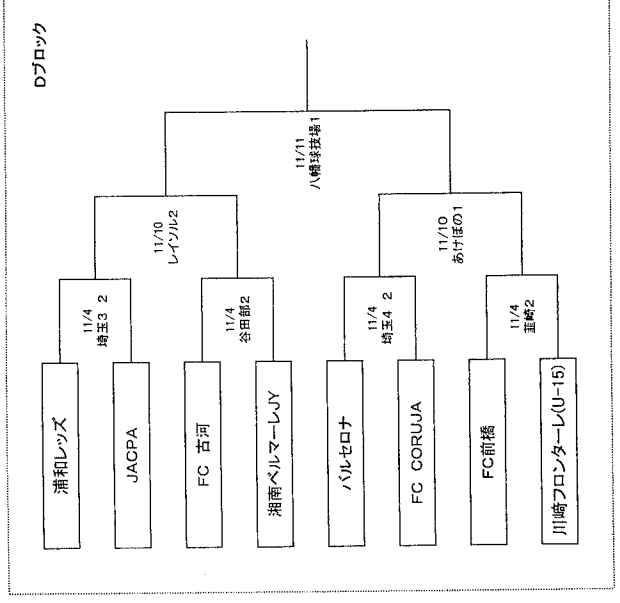 Dブロック
11/11
八幡球技場1
11/10
レイソル2
11/10
あけぼの1
11/4
埼玉3 2
11/4
谷田部2
11/4
埼玉4 2
11/4
韮崎2
浦和レッズ
JACPA
FC 古河
湘南ベルマーレJY
バルセロナ
FC CORUJA
FC前橋
川崎フロンターレ(U-15)